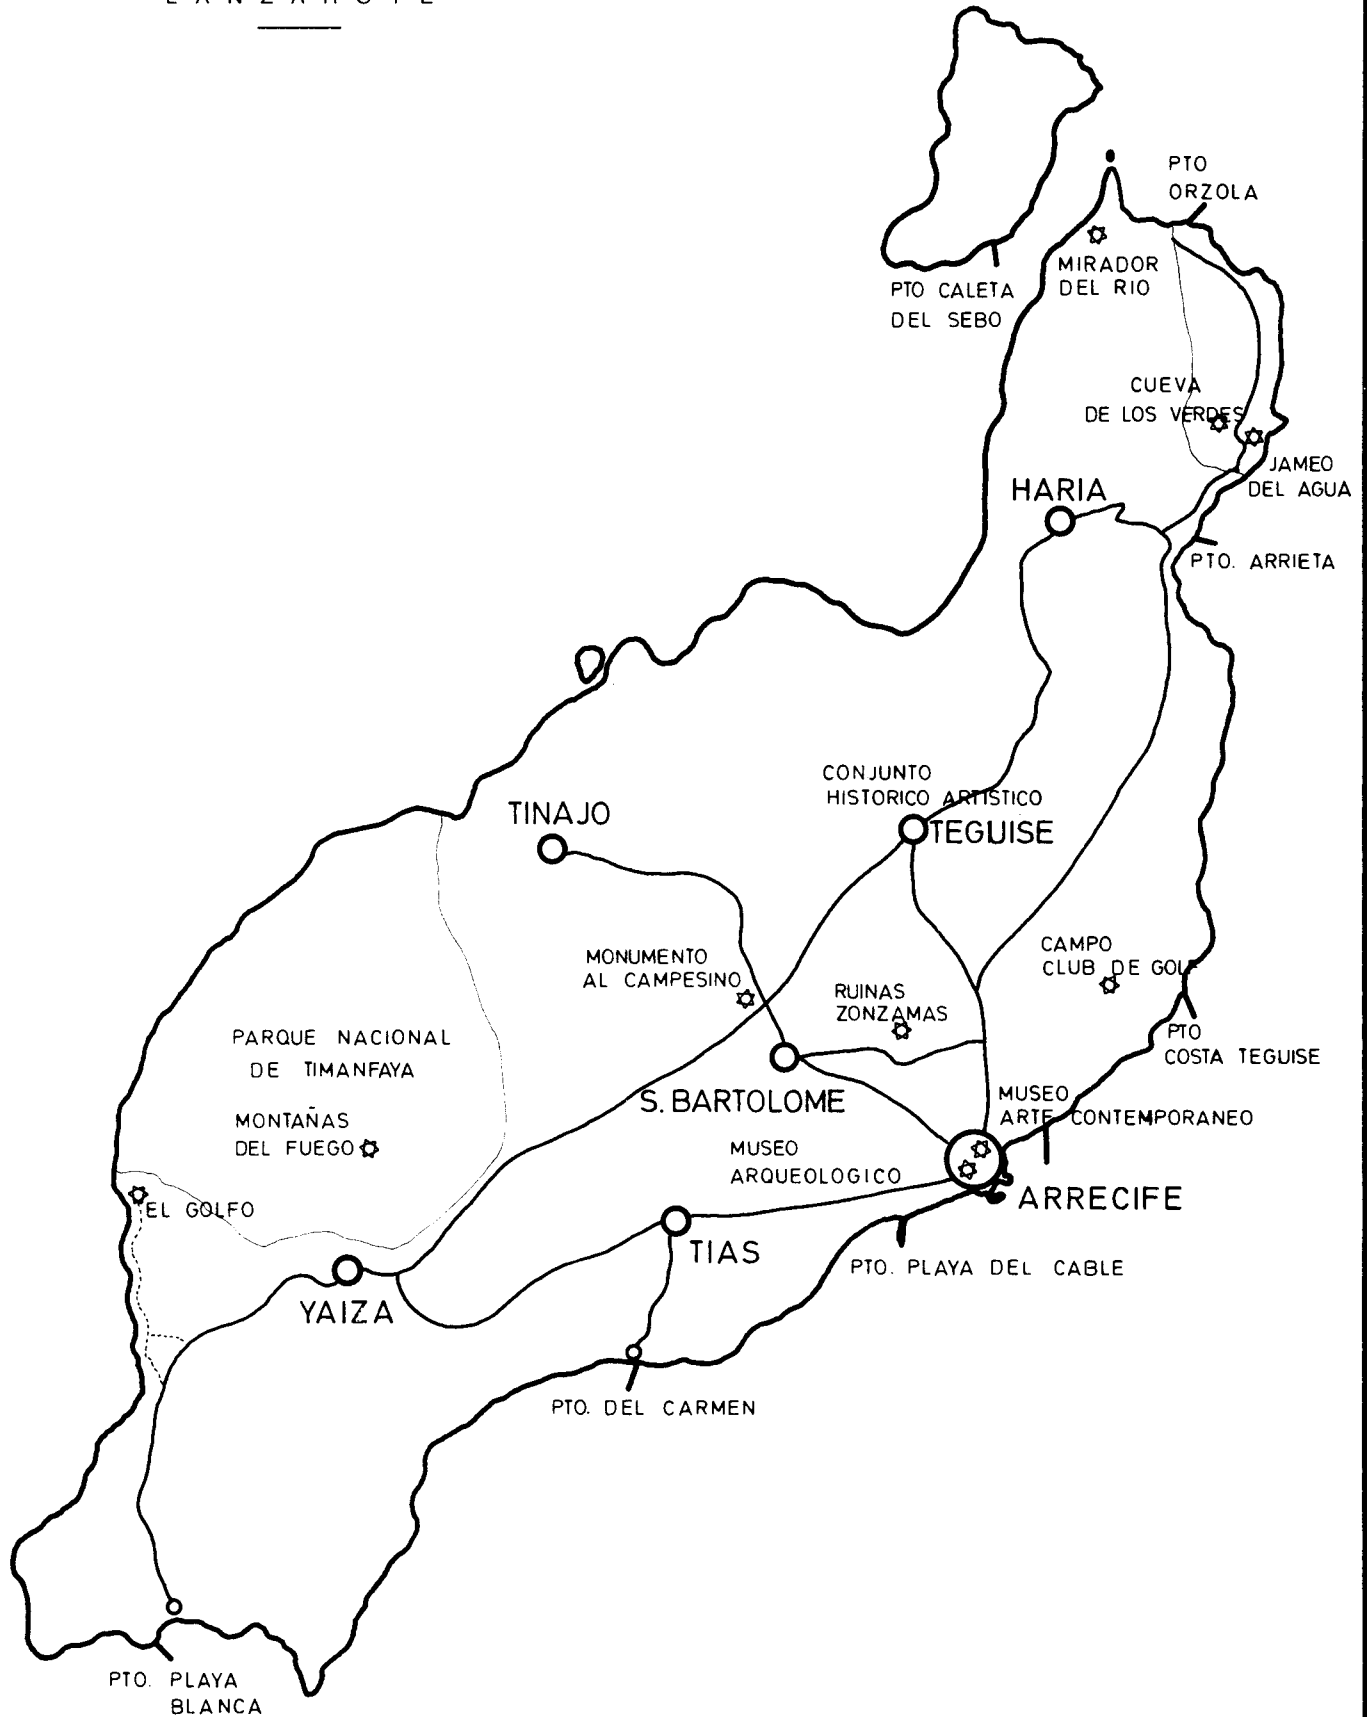 LANZAROTE
PTO
ORZOLA
MIRADOR
DEL RIO
PTO CALETA
DEL SEBO
CUEVA
DE LOS VERDES
JAMEO
DEL AGUA
HARIA
PTO. ARRIETA
CONJUNTO
HISTORICO ARTISTICO
TINAJO
TEGUISE
MONUMENTO
AL CAMPESINO
CAMPO
CLUB DE GOLF
RUINAS
ZONZAMAS
PARQUE NACIONAL
DE TIMANFAYA
PTO
COSTA TEGUISE
S. BARTOLOME
MUSEO
ARTE CONTEMPORANEO
MONTAÑAS
DEL FUEGO
MUSEO
ARQUEOLOGICO
ARRECIFE
EL GOLFO
TIAS
PTO. PLAYA DEL CABLE
YAIZA
PTO. DEL CARMEN
PTO. PLAYA
BLANCA